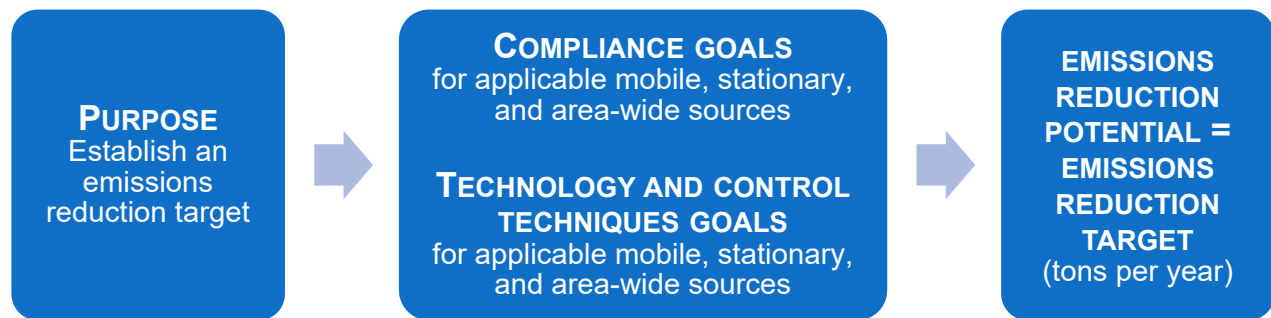 PURPOSE
Establish an
emissions
reduction target
COMPLIANCE GOALS
for applicable mobile, stationary,
and area-wide sources
TECHNOLOGY AND CONTROL
TECHNIQUES GOALS
for applicable mobile, stationary,
and area-wide sources
EMISSIONS
REDUCTION
POTENTIAL =
EMISSIONS
REDUCTION
TARGET
(tons per year)